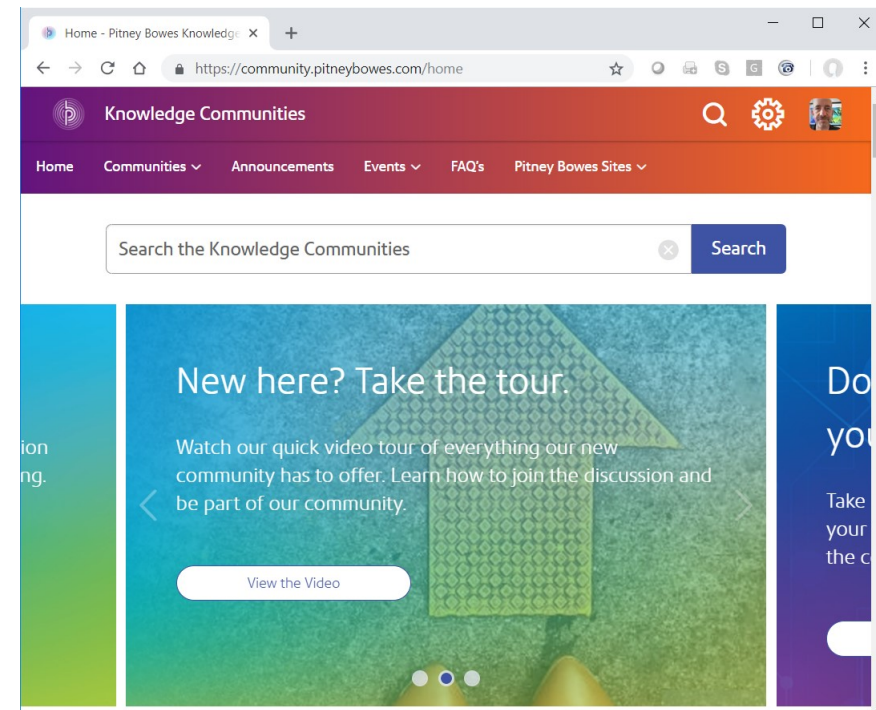 Home - Pitney Bowes Knowledge
https://community.pitneybowes.com/home
S
G
Knowledge Communities
Home Communities Announcements Events FAQ's Pitney Bowes Sites
Search the Knowledge Communities
Search
New here? Take the tour.
Watch our quick video tour of everything our new
community has to offer. Learn how to join the discussion and
be part of our community.
View the Video
ion
ng.
Do
you
Take
your
the c